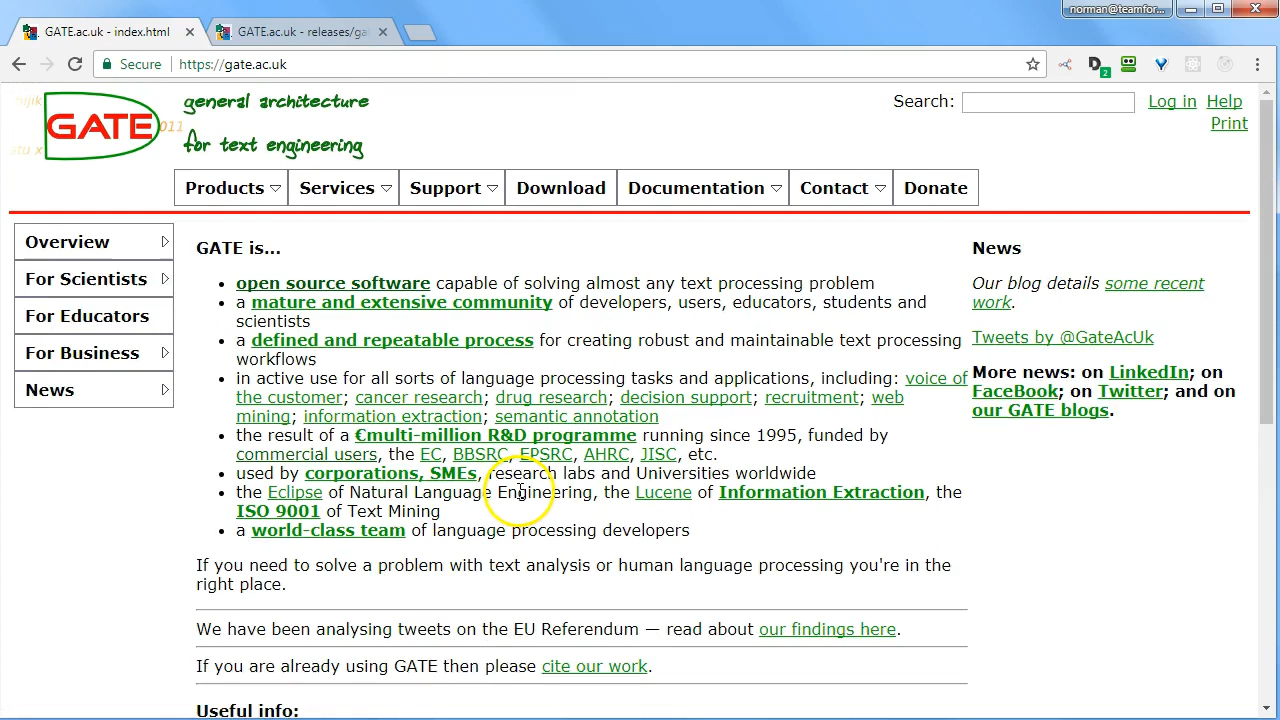 norman@teamfor...
GATE.ac.uk - index.html
GATE.ac.uk - releases/ga
Secure
https://gate.ac.uk
2
GATE
011
general architecture
for text engineering
Search:
Log in Help
Print
Products
Services
Support
Download
Documentation
Contact
Donate
Overview
For Scientists
For Educators
For Business
News
GATE is...
• open source software capable of solving almost any text processing problem
• a mature and extensive community of developers, users, educators, students and
scientists
• a defined and repeatable process for creating robust and maintainable text processing
workflows
• in active use for all sorts of language processing tasks and applications, including: voice of
the customer; cancer research; drug research; decision support; recruitment; web
mining; information extraction; semantic annotation
• the result of a €multi-million R&D programme running since 1995, funded by
commercial users, the EC, BBSRC, EPSRC, AHRC, JISC, etc.
• used by corporations, SMEs, research labs and Universities worldwide
• the Eclipse of Natural Language Engineering, the Lucene of Information Extraction, the
ISO 9001 of Text Mining
• a world-class team of language processing developers
If you need to solve a problem with text analysis or human language processing you're in the
right place.
We have been analysing tweets on the EU Referendum — read about our findings here.
If you are already using GATE then please cite our work.
Useful info:
News
Our blog details some recent
work.
Tweets by @GateAcUk
More news: on LinkedIn; on
FaceBook; on Twitter; and on
our GATE blogs.